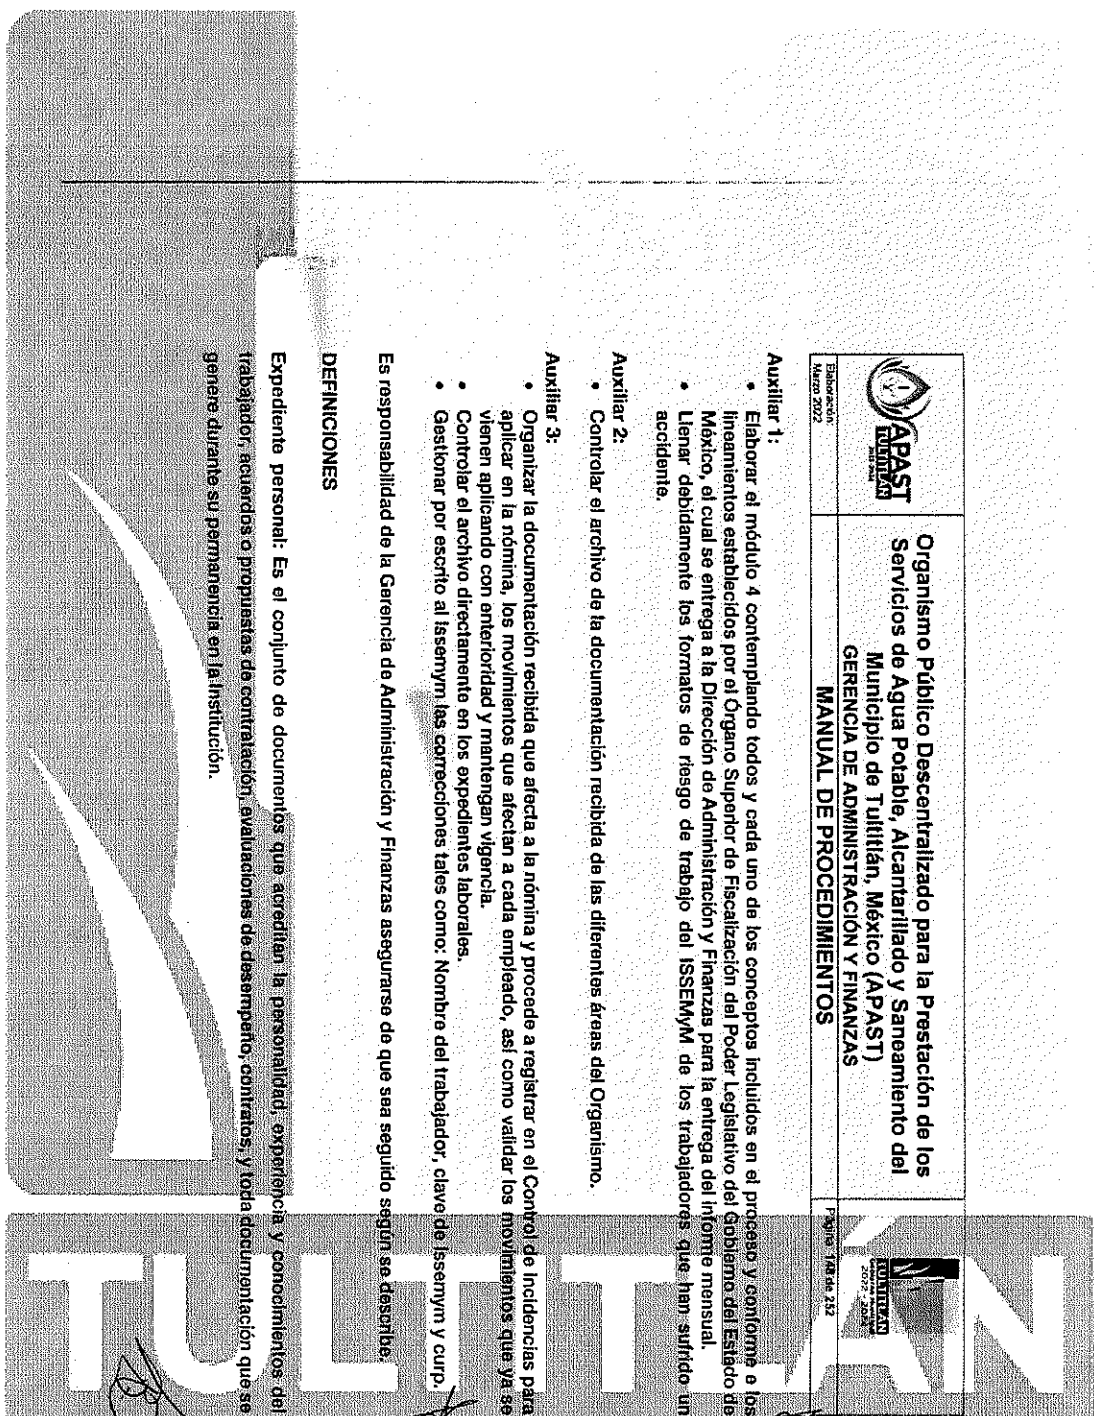 APAST
TULTITLÁN
Organismo Público Descentralizado para la Prestación de los
Servicios de Agua Potable, Alcantarillado y Saneamiento del
Municipio de Tultitlán, México (APAST)
GERENCIA DE ADMINISTRACIÓN Y FINANZAS
TULTITLÁN
Elaboración:
Marzo 2022
MANUAL DE PROCEDIMIENTOS
Página 148 de 252
Auxiliar 1:
• Elaborar el módulo 4 contemplando todos y cada uno de los conceptos incluidos en el proceso y conforme a los
lineamientos establecidos por el Órgano Superior de Fiscalización del Poder Legislativo del Gobierno del Estado de
México, el cual se entrega a la Dirección de Administración y Finanzas para la entrega del informe mensual.
• Llenar debidamente los formatos de riesgo de trabajo del ISSEMyM de los trabajadores que han sufrido un
accidente.
Auxiliar 2:
• Controlar el archivo de la documentación recibida de las diferentes áreas del Organismo.
Auxiliar 3:
• Organizar la documentación recibida que afecta a la nómina y procede a registrar en el Control de incidencias para
aplicar en la nómina, los movimientos que afectan a cada empleado, así como validar los movimientos que ya se
vienen aplicando con enterioridad y mantengan vigencia.
• Controlar el archivo directamente en los expedientes laborales.
• Gestionar por escrito al Issemym las correcciones tales como: Nombre del trabajador, clave de Issemym y curp.
Es responsabilidad de la Gerencia de Administración y Finanzas asegurarse de que sea seguido según se describe.
DEFINICIONES
Expediente personal: Es el conjunto de documentos que acrediten la personalidad, experiencia y conocimientos del
trabajador, acuerdos o propuestas de contratación, evaluaciones de desempeño, contratos, y toda documentación que se
genere durante su permanencia en la Institución.
TULTITLÁN